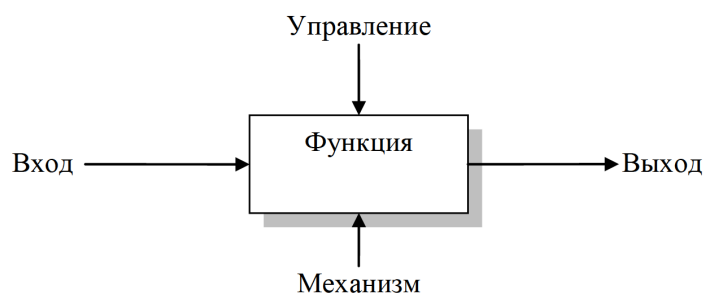 Управление
Функция
Вход
Выход
Механизм